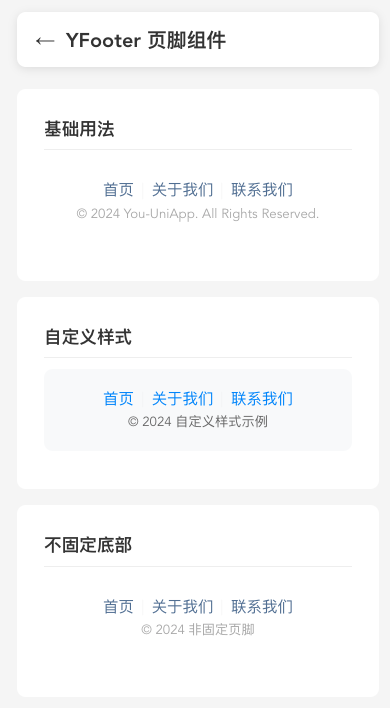 ← YFooter 页脚组件
基础用法
首页 关于我们 联系我们
© 2024 You-UniApp. All Rights Reserved.
自定义样式
首页 关于我们 联系我们
© 2024 自定义样式示例
不固定底部
首页 关于我们 联系我们
© 2024 非固定页脚